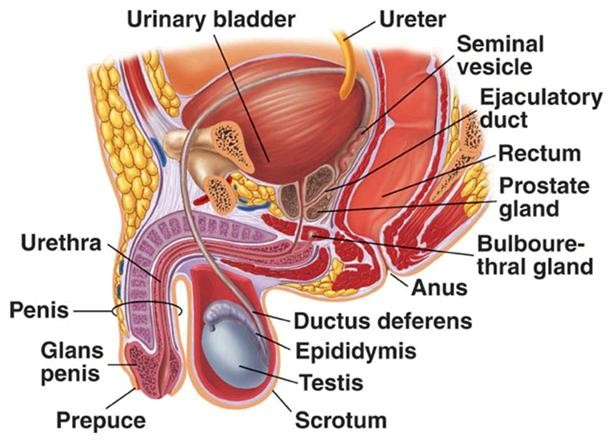 Urinary bladder
Ureter
Seminal
vesicle
Ejaculatory
duct
Rectum
Prostate
gland
Urethra
Bulboure-
thral gland
Anus
Penis
Ductus deferens
Glans
penis
Epididymis
Testis
Prepuce
Scrotum